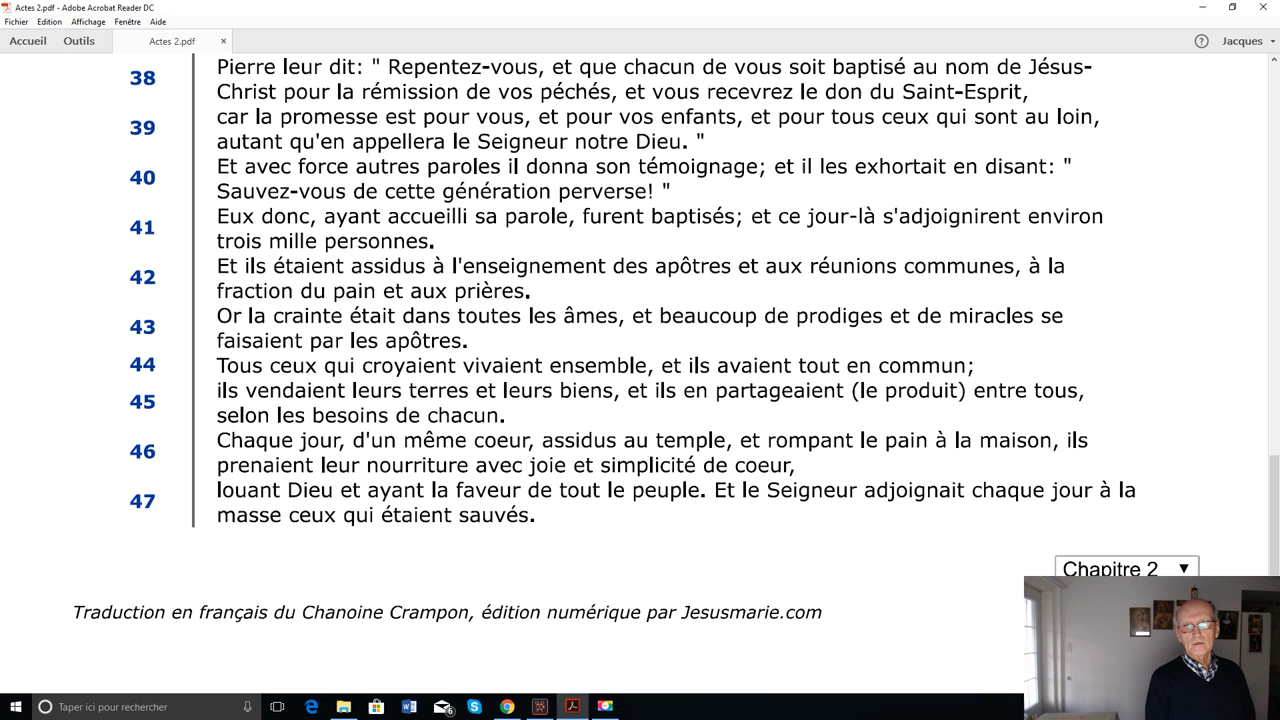 Actes 2.pdf - Adobe Acrobat Reader DC
Fichier Edition Affichage Fenêtre Aide
Accueil Outils Actes 2.pdf × Jacques
38 Pierre leur dit: " Repentez-vous, et que chacun de vous soit baptisé au nom de Jésus-
Christ pour la rémission de vos péchés, et vous recevrez le don du Saint-Esprit,
39 car la promesse est pour vous, et pour vos enfants, et pour tous ceux qui sont au loin,
autant qu'en appellera le Seigneur notre Dieu. "
40 Et avec force autres paroles il donna son témoignage; et il les exhortait en disant: "
Sauvez-vous de cette génération perverse! "
41 Eux donc, ayant accueilli sa parole, furent baptisés; et ce jour-là s'adjoignirent environ
trois mille personnes.
42 Et ils étaient assidus à l'enseignement des apôtres et aux réunions communes, à la
fraction du pain et aux prières.
43 Or la crainte était dans toutes les âmes, et beaucoup de prodiges et de miracles se
faisaient par les apôtres.
44 Tous ceux qui croyaient vivaient ensemble, et ils avaient tout en commun;
45 ils vendaient leurs terres et leurs biens, et ils en partageaient (le produit) entre tous,
selon les besoins de chacun.
46 Chaque jour, d'un même coeur, assidus au temple, et rompant le pain à la maison, ils
prenaient leur nourriture avec joie et simplicité de coeur,
47 louant Dieu et ayant la faveur de tout le peuple. Et le Seigneur adjoignait chaque jour à la
masse ceux qui étaient sauvés.
Chapitre 2
Traduction en français du Chanoine Crampon, édition numérique par Jesusmarie.com
Taper ici pour rechercher
6